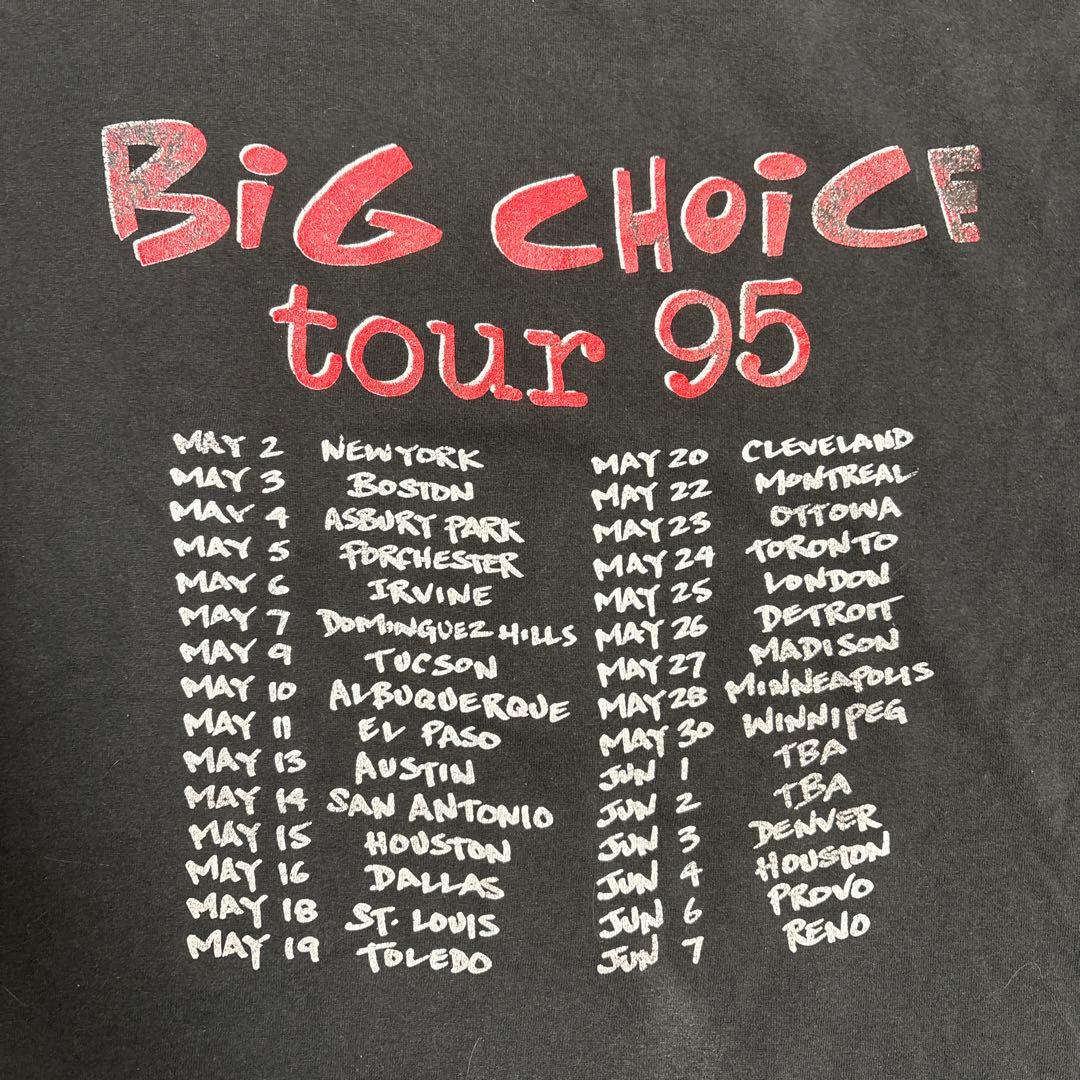 BiG CHOiCE
tour 95
MAY 2 NEW YORK
MAY 3 BOSTON
MAY 4 ASBURY PARK
MAY 5 PORCHESTER
MAY 6 IRVINE
MAY 7 DOMINGUEZ HILLS
MAY 9 TUCSON
MAY 10 ALBUQUERQUE
MAY 11 EL PASO
MAY 13 AUSTIN
MAY 14 SAN ANTONIO
MAY 15 HOUSTON
MAY 16 DALLAS
MAY 18 ST. LOUIS
MAY 19 TOLEDO
MAY 20 CLEVELAND
MAY 22 MONTREAL
MAY 23 OTTOWA
MAY 24 TORONTO
MAY 25 LONDON
MAY 26 DETROIT
MAY 27 MADISON
MAY 28 MINNEAPOLIS
MAY 30 WINNIPEG
JUN 1 TBA
JUN 2 TBA
JUN 3 DENVER
JUN 4 HOUSTON
JUN 6 PROVO
JUN 7 RENO